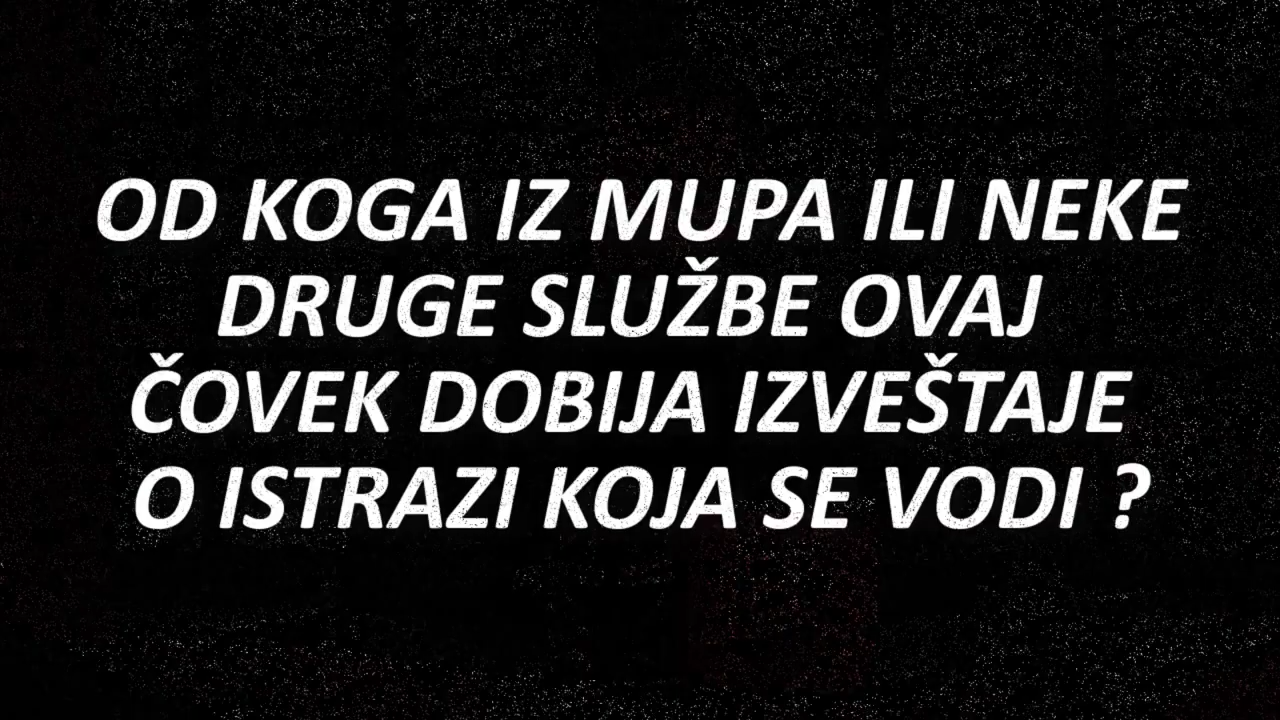 OD KOGA IZ MUPA ILI NEKE
DRUGE SLUŽBE OVAJ
ČOVEK DOBIJA IZVEŠTAJE
O ISTRAZI KOJA SE VODI ?